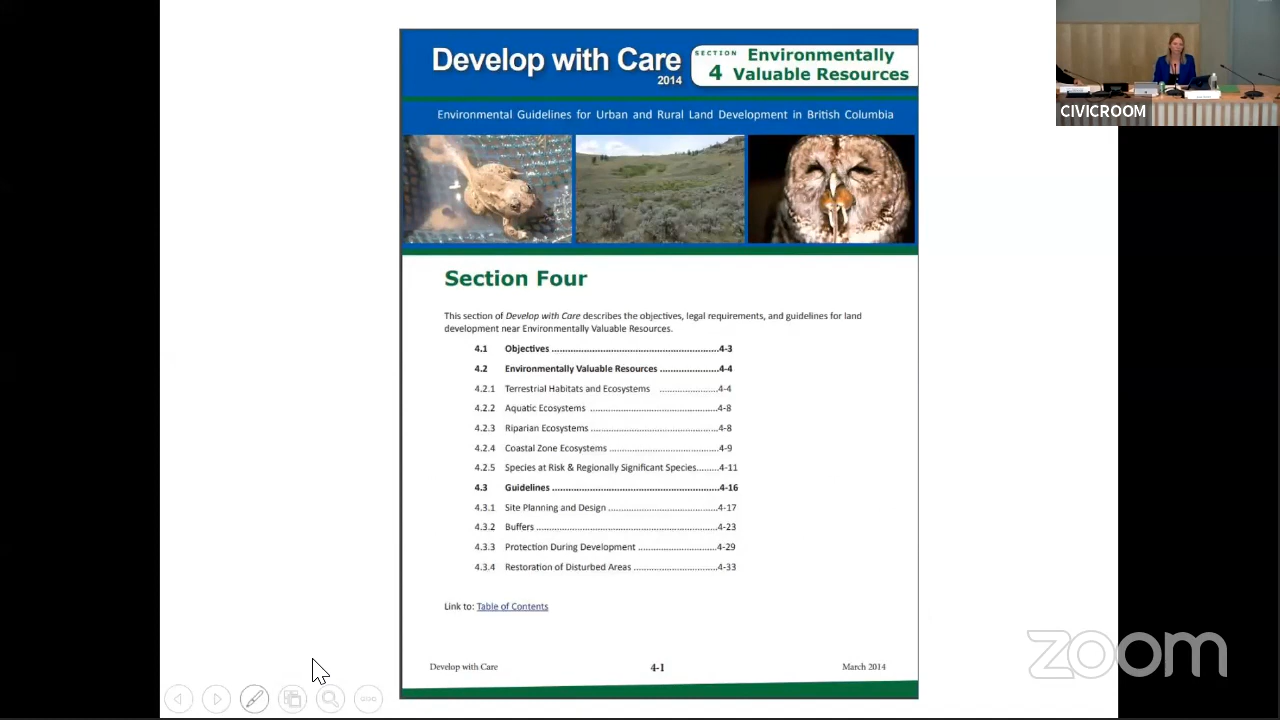 Develop with Care
2014
SECTION
4
Environmentally
Valuable Resources
Environmental Guidelines for Urban and Rural Land Development in British Columbia
CIVICROOM
Section Four
This section of Develop with Care describes the objectives, legal requirements, and guidelines for land
development near Environmentally Valuable Resources.
4.1 Objectives ............................................................4-3
4.2 Environmentally Valuable Resources ......................4-4
4.2.1 Terrestrial Habitats and Ecosystems ......................4-4
4.2.2 Aquatic Ecosystems ................................................4-8
4.2.3 Riparian Ecosystems ................................................4-8
4.2.4 Coastal Zone Ecosystems .........................................4-9
4.2.5 Species at Risk & Regionally Significant Species........4-11
4.3 Guidelines ............................................................4-16
4.3.1 Site Planning and Design .........................................4-17
4.3.2 Buffers ..................................................................4-23
4.3.3 Protection During Development .............................4-29
4.3.4 Restoration of Disturbed Areas ...............................4-33
Link to: Table of Contents
Develop with Care 4-1 March 2014
zoom